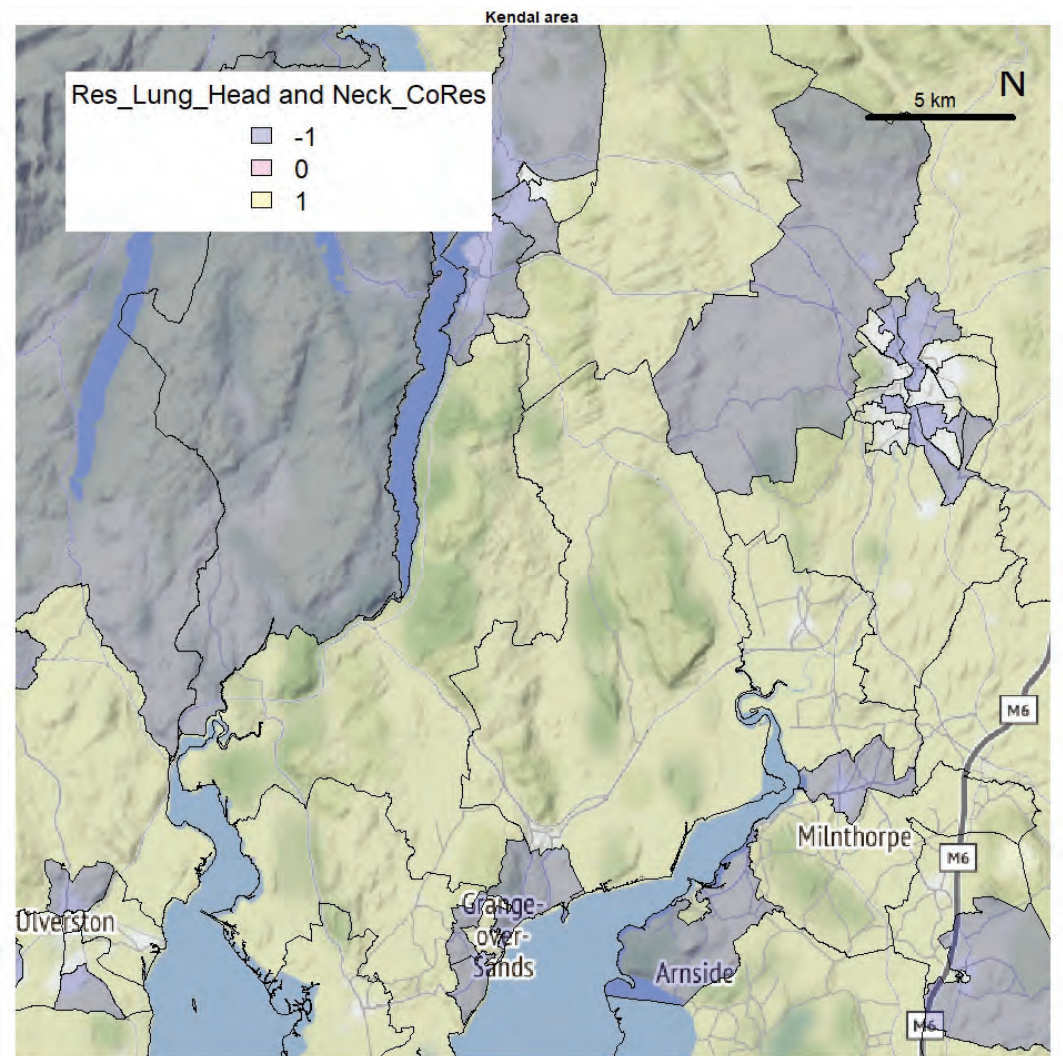 Kendal area
Res_Lung_Head and Neck_CoRes
-1
0
1
N
5 km
M6
Milnthorpe
M6
Ulverston
Grange-
over-
Sands
Arnside
M6